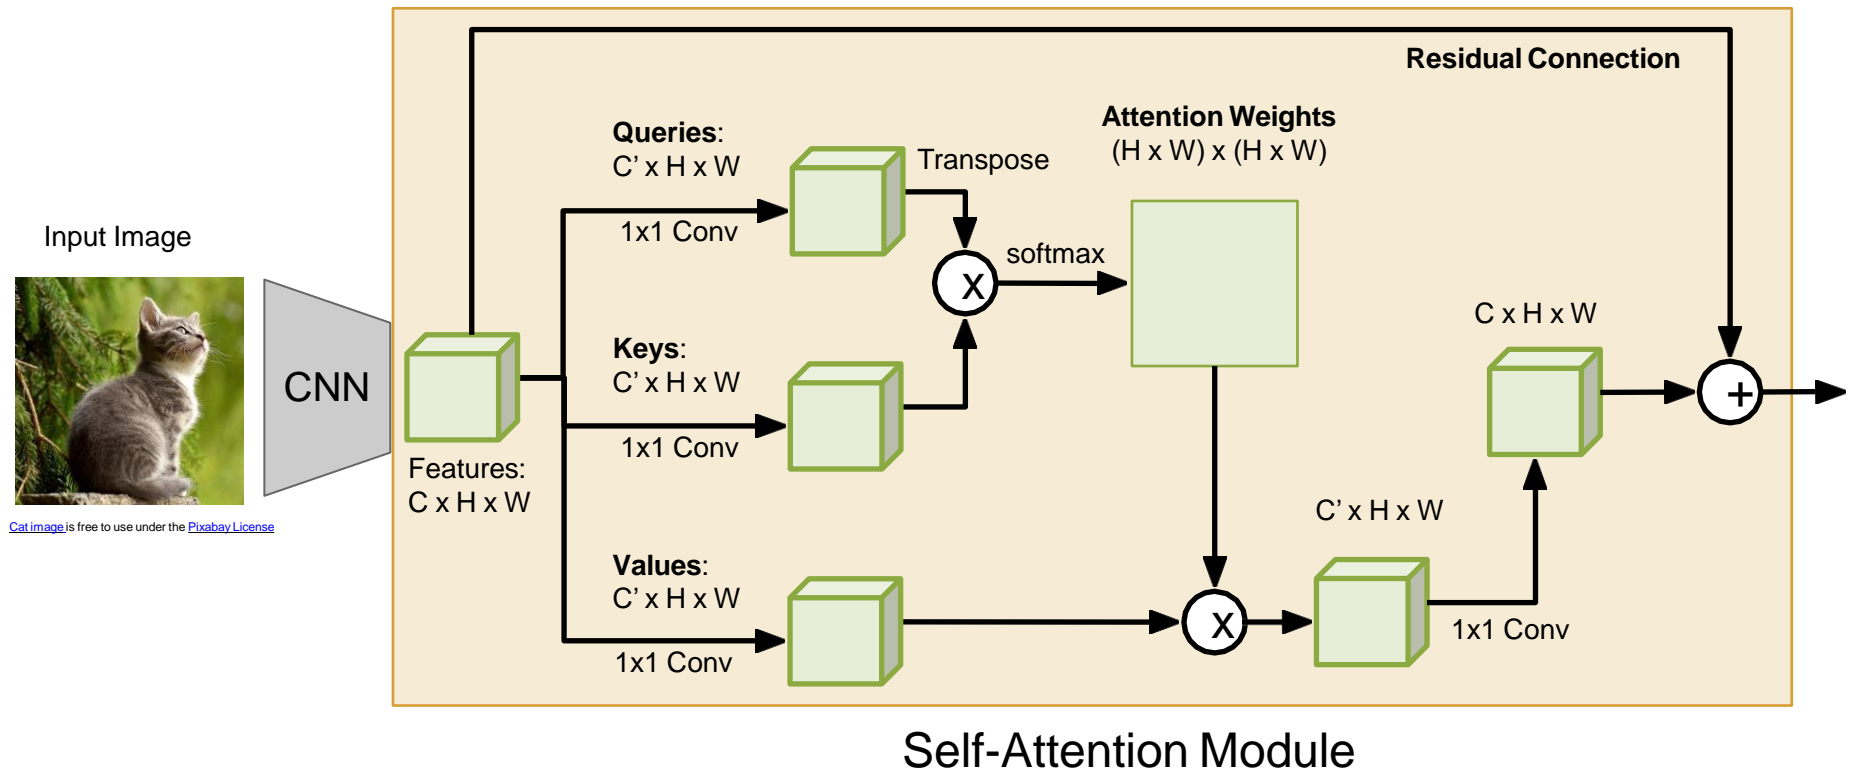 Residual Connection
Attention Weights
(H x W) x (H x W)
Queries:
C’ x H x W
Transpose
1x1 Conv
softmax
x
Input Image
CNN
Features:
C x H x W
Cat image is free to use under the Pixabay License
Keys:
C’ x H x W
1x1 Conv
Values:
C’ x H x W
1x1 Conv
x
C’ x H x W
1x1 Conv
C x H x W
+
Self-Attention Module